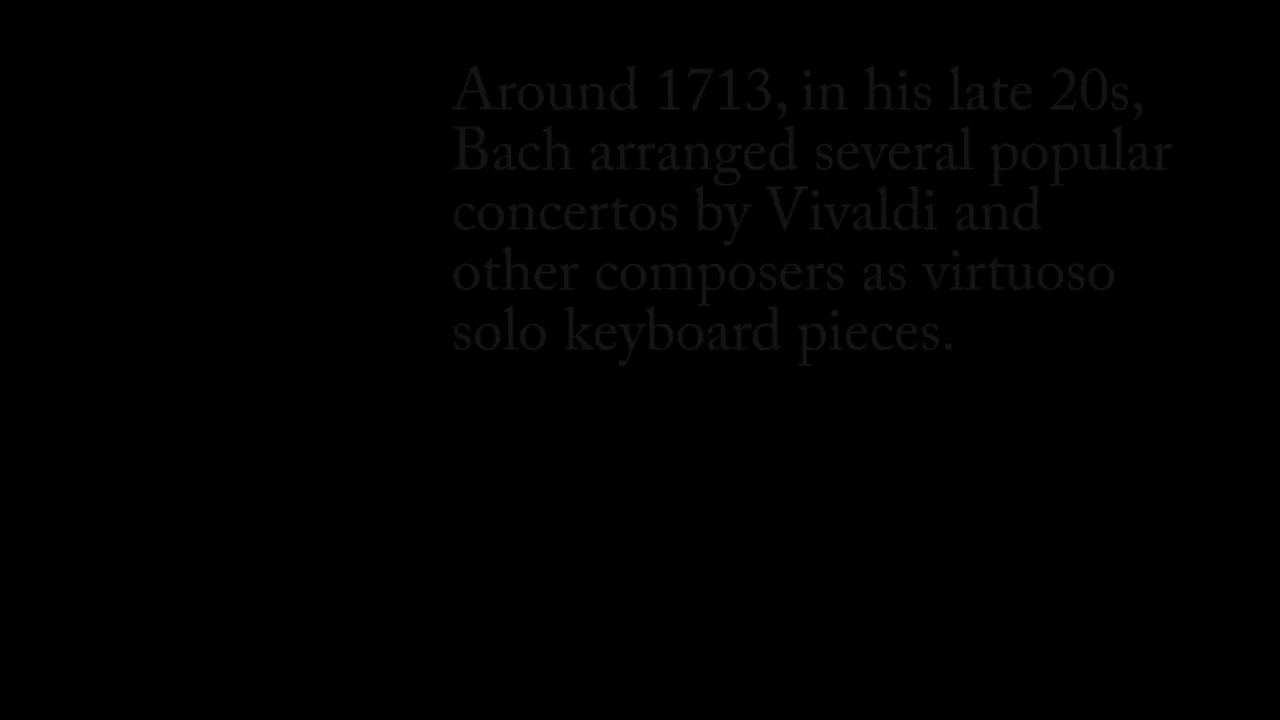 Around 1713, in his late 20s,
Bach arranged several popular
concertos by Vivaldi and
other composers as virtuoso
solo keyboard pieces.